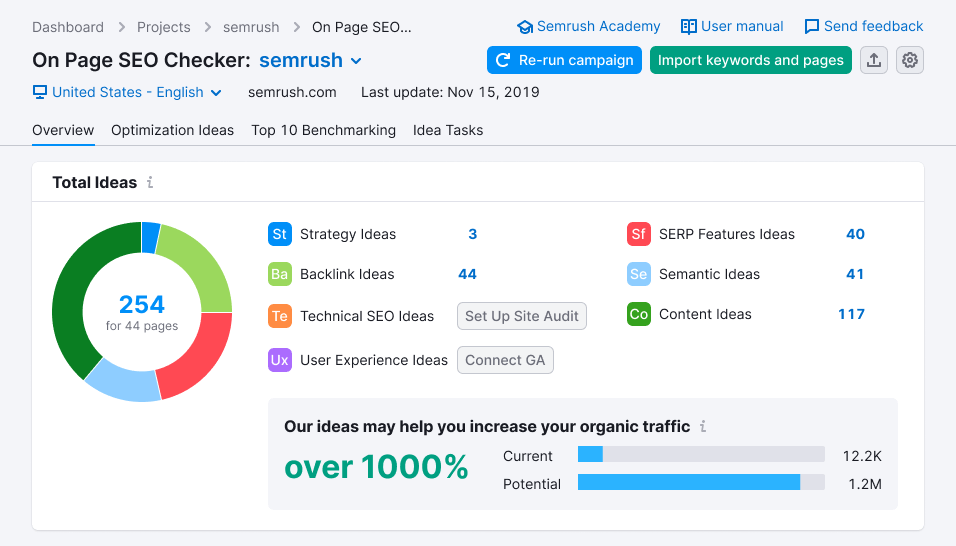 Dashboard > Projects > semrush > On Page SEO...
Semrush Academy User manual Send feedback
On Page SEO Checker: semrush
Re-run campaign Import keywords and pages
United States - English semrush.com Last update: Nov 15, 2019
Overview Optimization Ideas Top 10 Benchmarking Idea Tasks
Total Ideas i
254
for 44 pages
St Strategy Ideas 3
Ba Backlink Ideas 44
Te Technical SEO Ideas Set Up Site Audit
Ux User Experience Ideas Connect GA
Sf SERP Features Ideas 40
Se Semantic Ideas 41
Co Content Ideas 117
Our ideas may help you increase your organic traffic i
over 1000%
Current 12.2K
Potential 1.2M